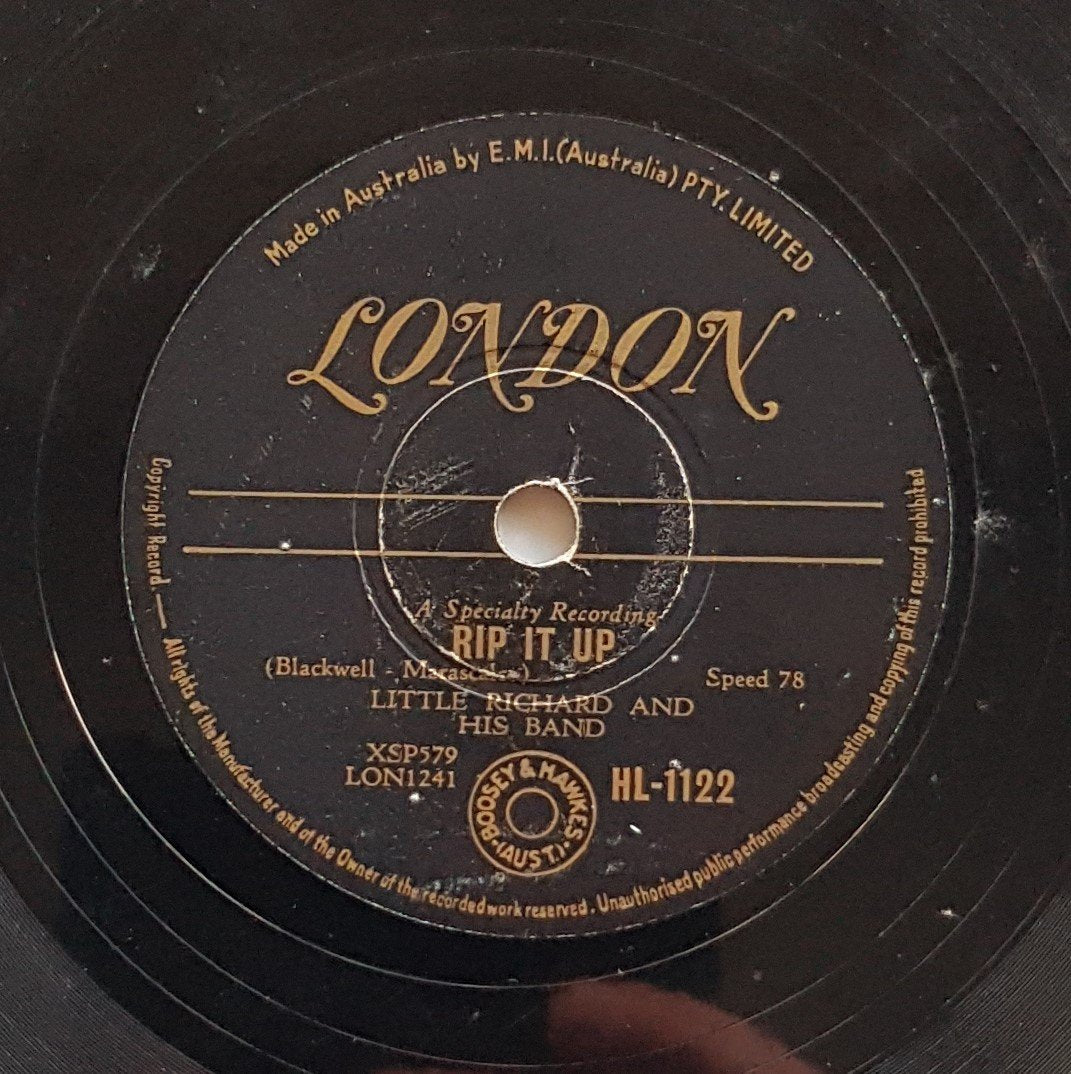 Made in Australia by E.M.I.(Australia) PTY. LIMITED
LONDON
A Specialty Recording
RIP IT UP
(Blackwell - )
Speed 78
LITTLE RICHARD AND
HIS BAND
XSP579
LON1241
HL-1122
BOOSEY & HAWKES
(AUST.)
Copyright Record. — All rights of the Manufacturer and of the Owner of the recorded work reserved. Unauthorised public performance broadcasting and copying of this record prohibited